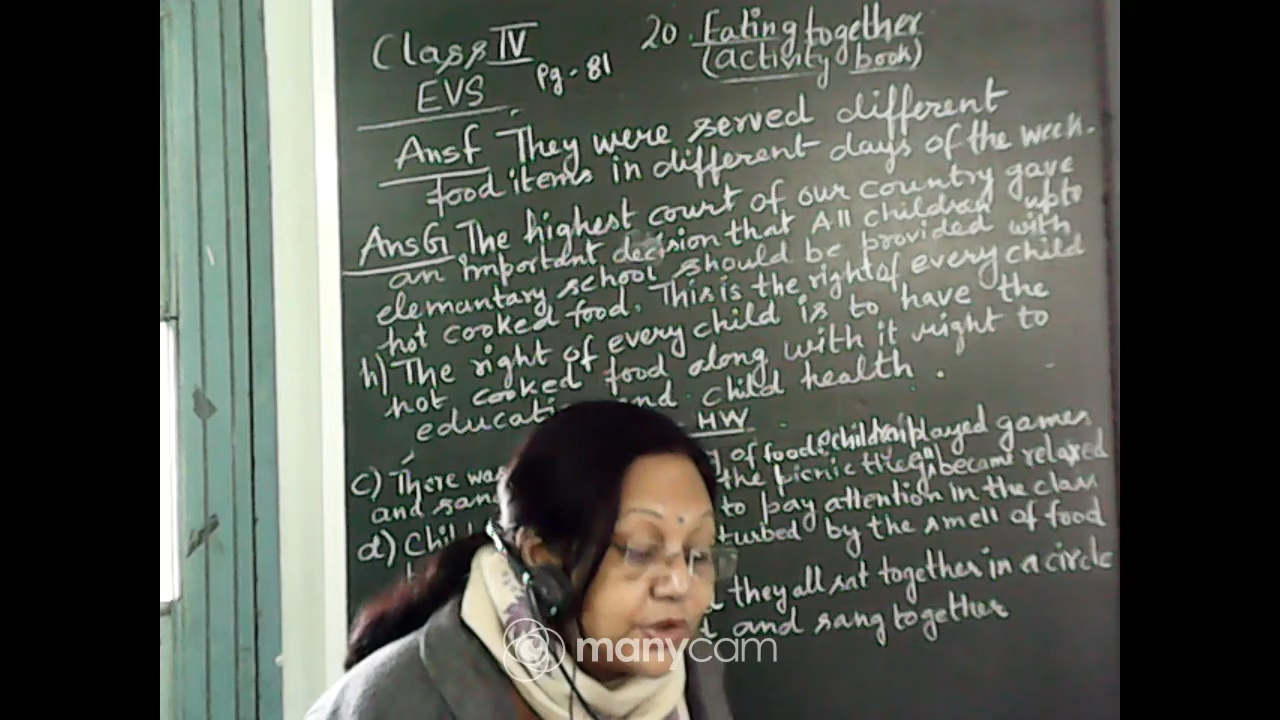 Class IV
EVS
Pg - 81
20. Eating together
(activity book)
Ans f They were served different
food items in different days of the week.
Ans G The highest court of our country gave
an important decision that All children upto
elemantary school should be provided with
hot cooked food. This is the right of every child
h) The right of every child is to have the
hot cooked food along with it right to
and child health.
HW
c) There was of food children played games
and the picnic became relaxed
to pay attention in the class
d) by the smell of food
they all sat together in a circle
and sang together
manycam